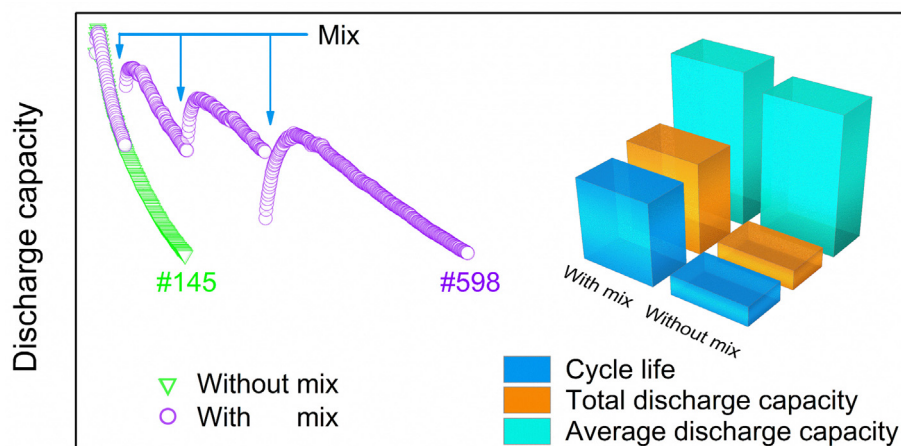 Discharge capacity
Mix
#145
#598
Without mix
With mix
With mix
Without mix
Cycle life
Total discharge capacity
Average discharge capacity